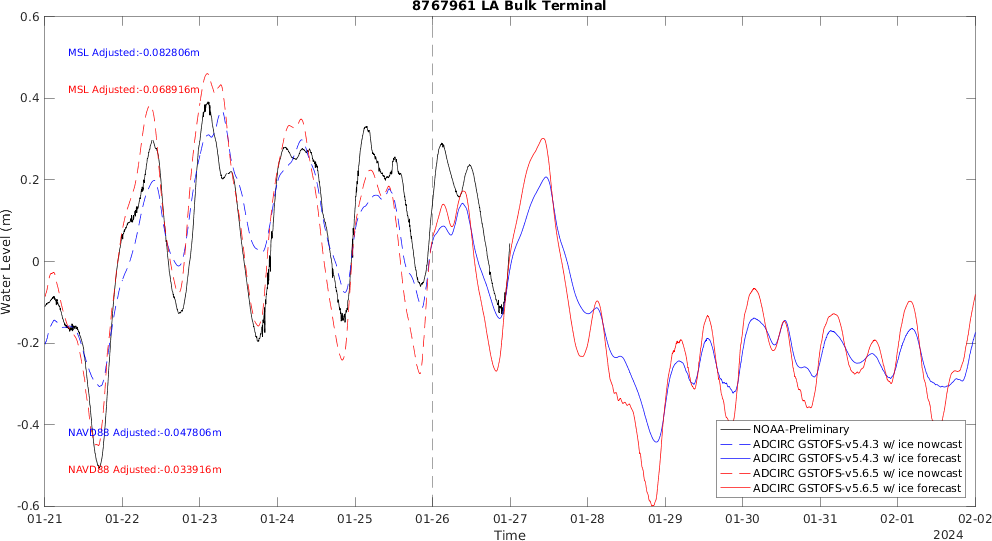 8767961 LA Bulk Terminal
0.6
MSL Adjusted:-0.082806m
MSL Adjusted:-0.068916m
0.4
0.2
0
-0.2
-0.4
-0.6
Water Level (m)
NAVD88 Adjusted:-0.047806m
NAVD88 Adjusted:-0.033916m
NOAA-Preliminary
ADCIRC GSTOFS-v5.4.3 w/ ice nowcast
ADCIRC GSTOFS-v5.4.3 w/ ice forecast
ADCIRC GSTOFS-v5.6.5 w/ ice nowcast
ADCIRC GSTOFS-v5.6.5 w/ ice forecast
01-21 01-22 01-23 01-24 01-25 01-26 01-27 01-28 01-29 01-30 01-31 02-01 02-02
Time
2024